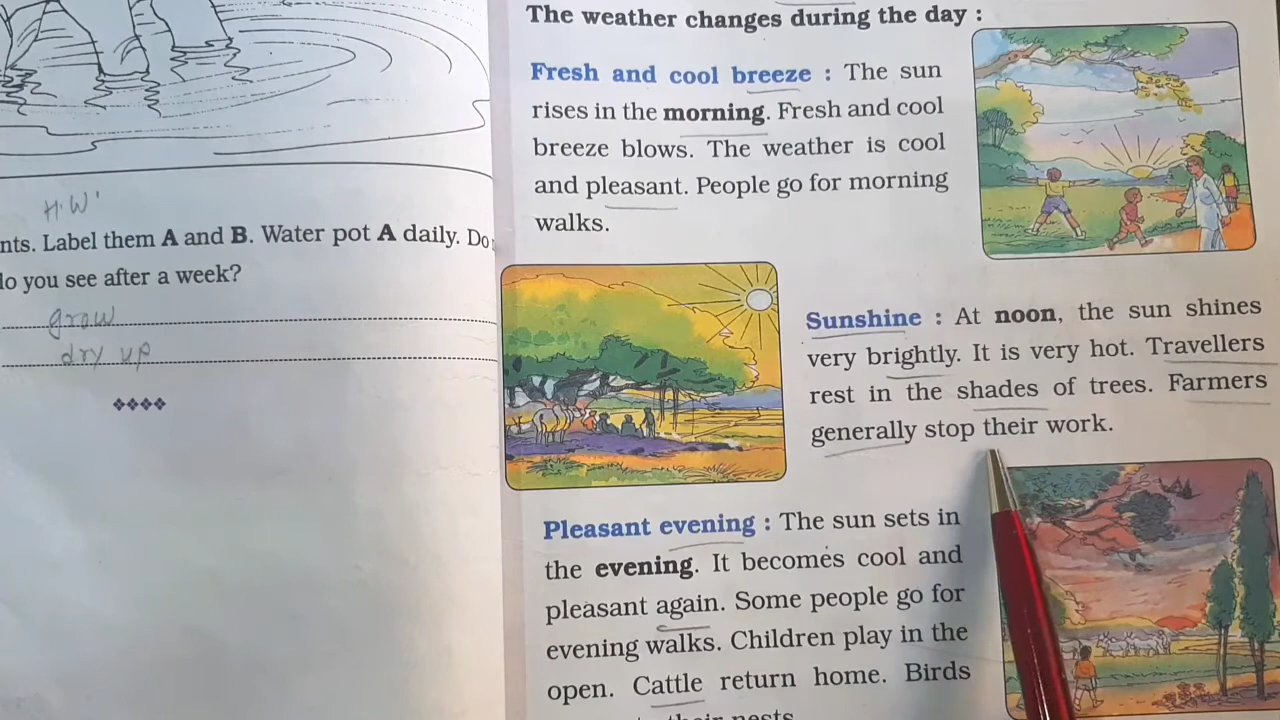 H.W'
nts. Label them A and B. Water pot A daily. Do
do you see after a week?
grow
dry up
The weather changes during the day :
Fresh and cool breeze : The sun
rises in the morning. Fresh and cool
breeze blows. The weather is cool
and pleasant. People go for morning
walks.
Sunshine : At noon, the sun shines
very brightly. It is very hot. Travellers
rest in the shades of trees. Farmers
generally stop their work.
Pleasant evening : The sun sets in
the evening. It becomes cool and
pleasant again. Some people go for
evening walks. Children play in the
open. Cattle return home. Birds
their nests